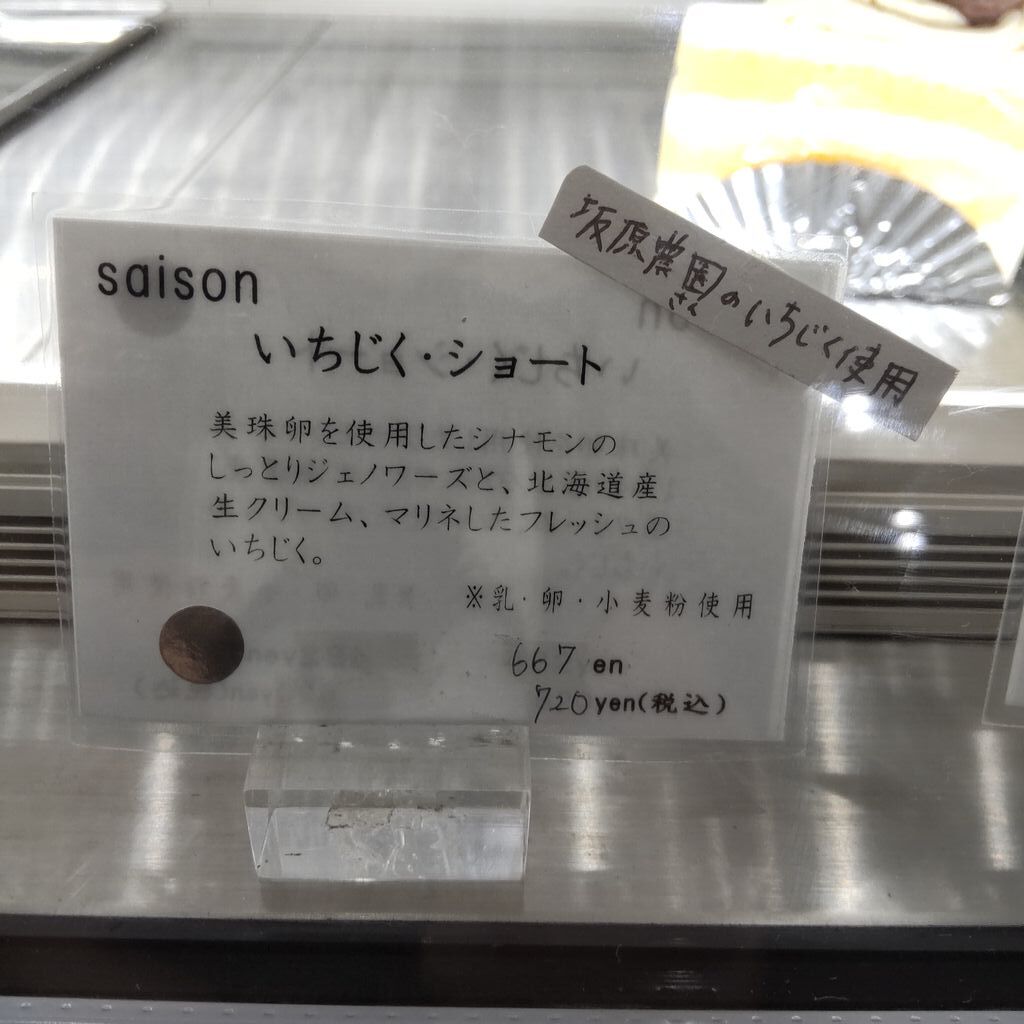 saison
いちじく・ショート
坂原農園さんのいちじく使用
美珠卵を使用したシナモンの
しっとりジェノワーズと、北海道産
生クリーム、マリネしたフレッシュの
いちじく。
※乳・卵・小麦粉使用
667 en
720 yen(税込)